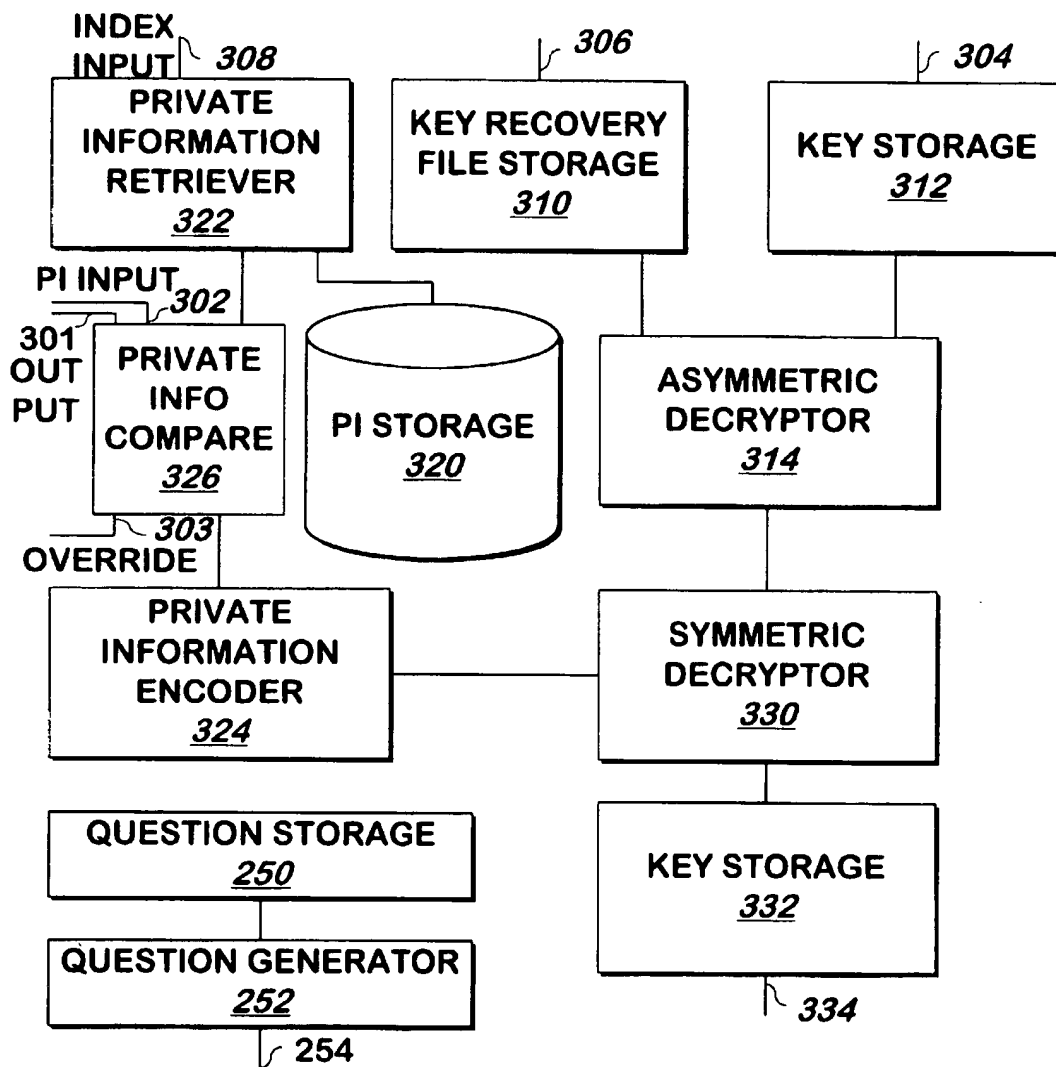 INDEX
INPUT
308
306
304
PRIVATE
INFORMATION
RETRIEVER
322
KEY RECOVERY
FILE STORAGE
310
KEY STORAGE
312
PI INPUT
302
301
OUT
PUT
PRIVATE
INFO
COMPARE
326
PI STORAGE
320
ASYMMETRIC
DECRYPTOR
314
303
OVERRIDE
PRIVATE
INFORMATION
ENCODER
324
SYMMETRIC
DECRYPTOR
330
QUESTION STORAGE
250
KEY STORAGE
332
QUESTION GENERATOR
252
334
254